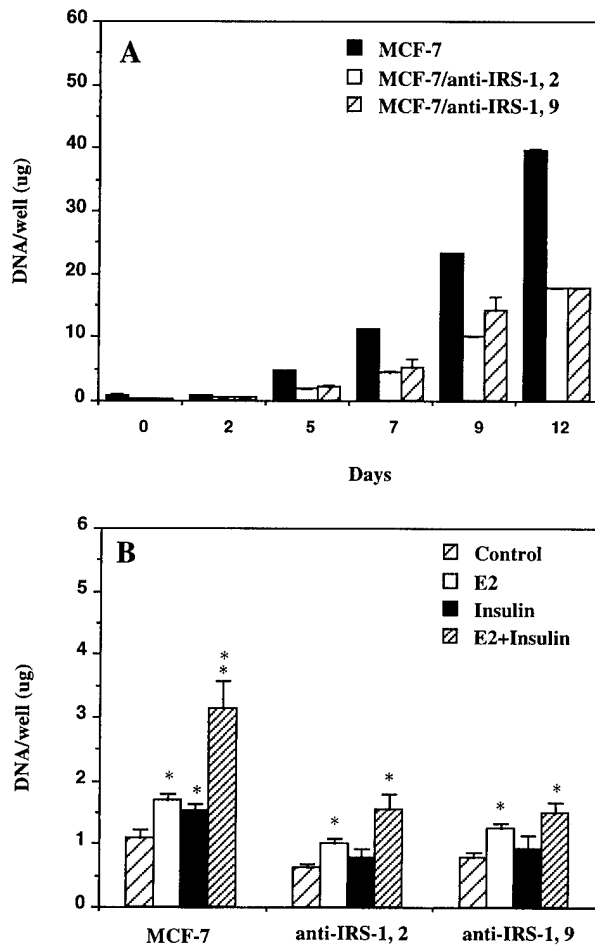 60
A
MCF-7
MCF-7/anti-IRS-1, 2
MCF-7/anti-IRS-1, 9
50
40
30
20
10
0
DNA/well (ug)
0 2 5 7 9 12
Days
6
B
Control
E2
Insulin
E2+Insulin
5
4
3
2
1
0
DNA/well (ug)
*
*
*
*
*
*
*
*
MCF-7 anti-IRS-1, 2 anti-IRS-1, 9